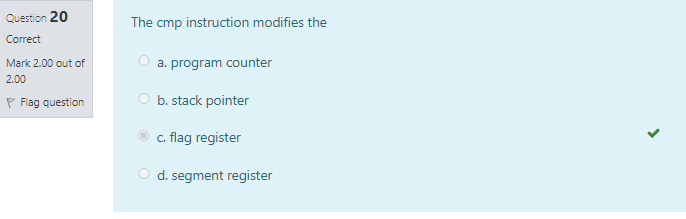 Question 20
Correct
Mark 2.00 out of
2.00
Flag question
The cmp instruction modifies the
a. program counter
b. stack pointer
c. flag register
d. segment register